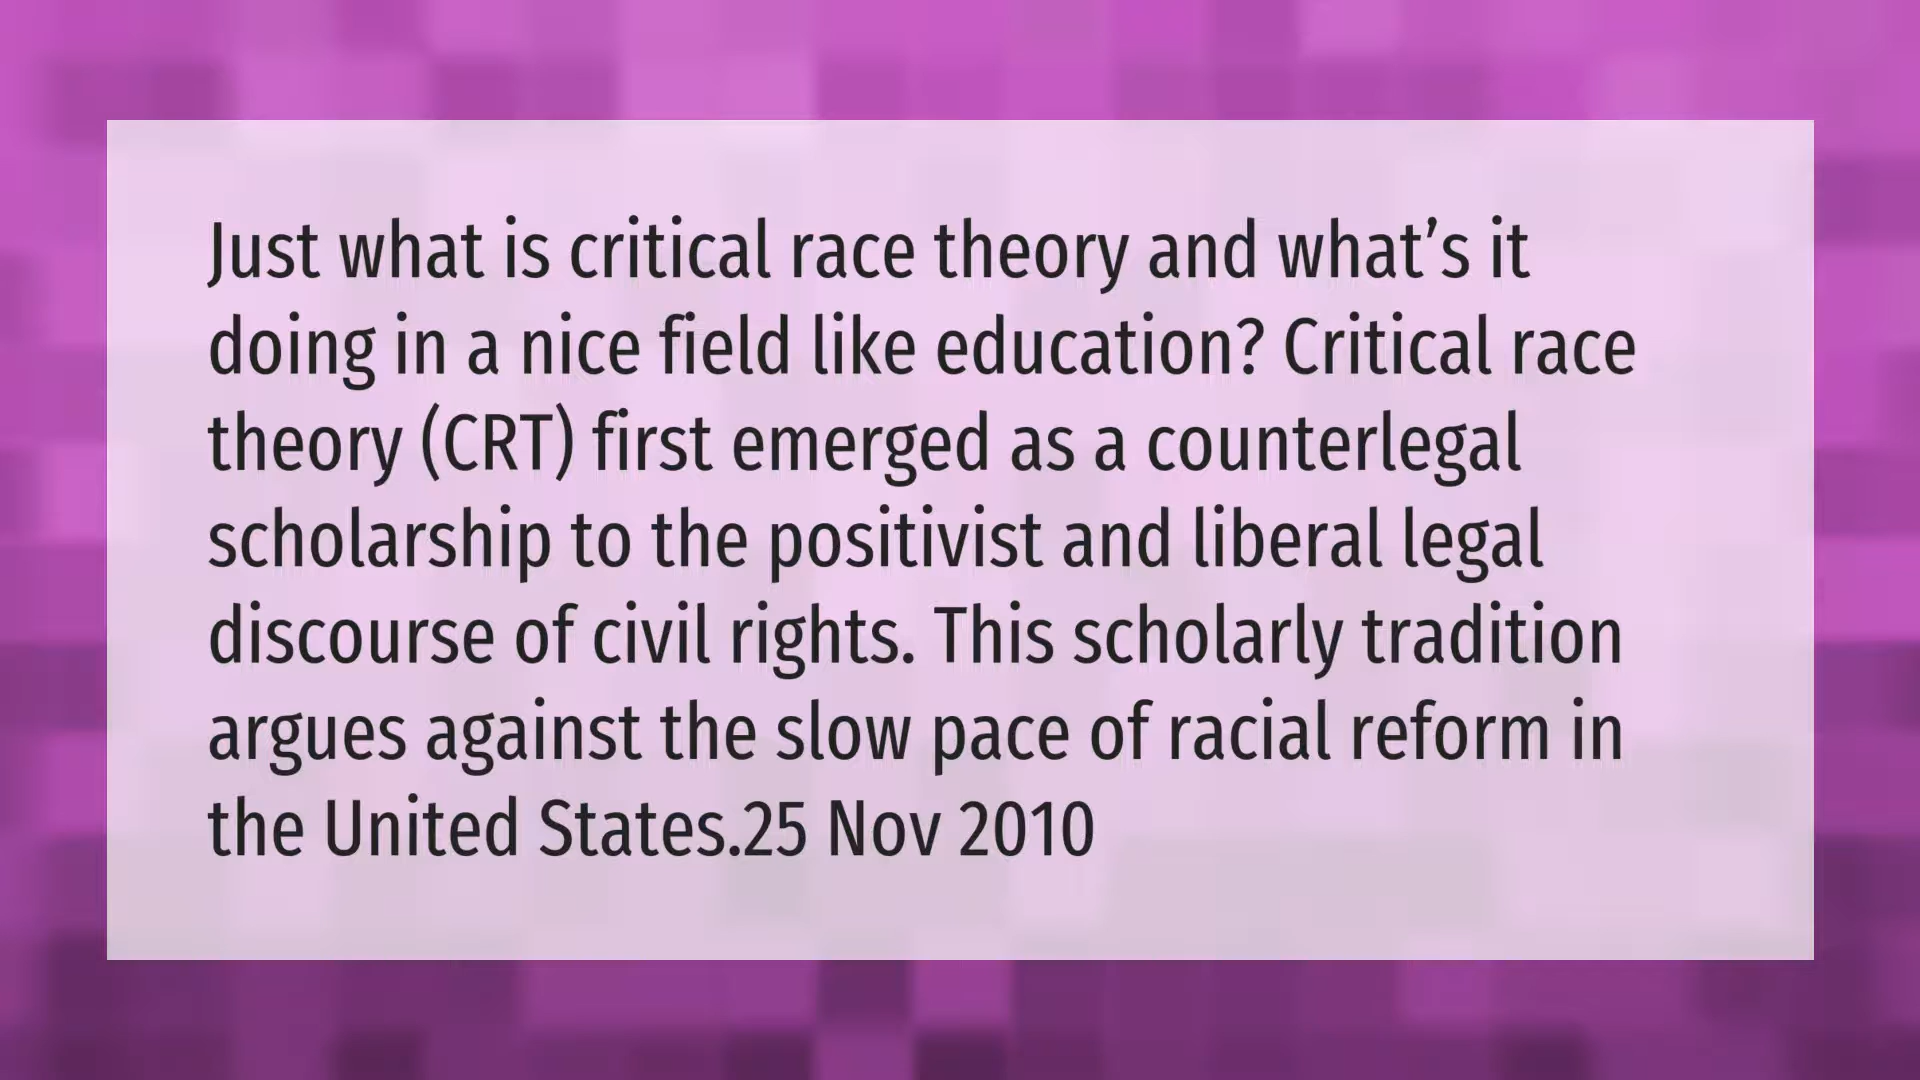 Just what is critical race theory and what’s it
doing in a nice field like education? Critical race
theory (CRT) first emerged as a counterlegal
scholarship to the positivist and liberal legal
discourse of civil rights. This scholarly tradition
argues against the slow pace of racial reform in
the United States.25 Nov 2010